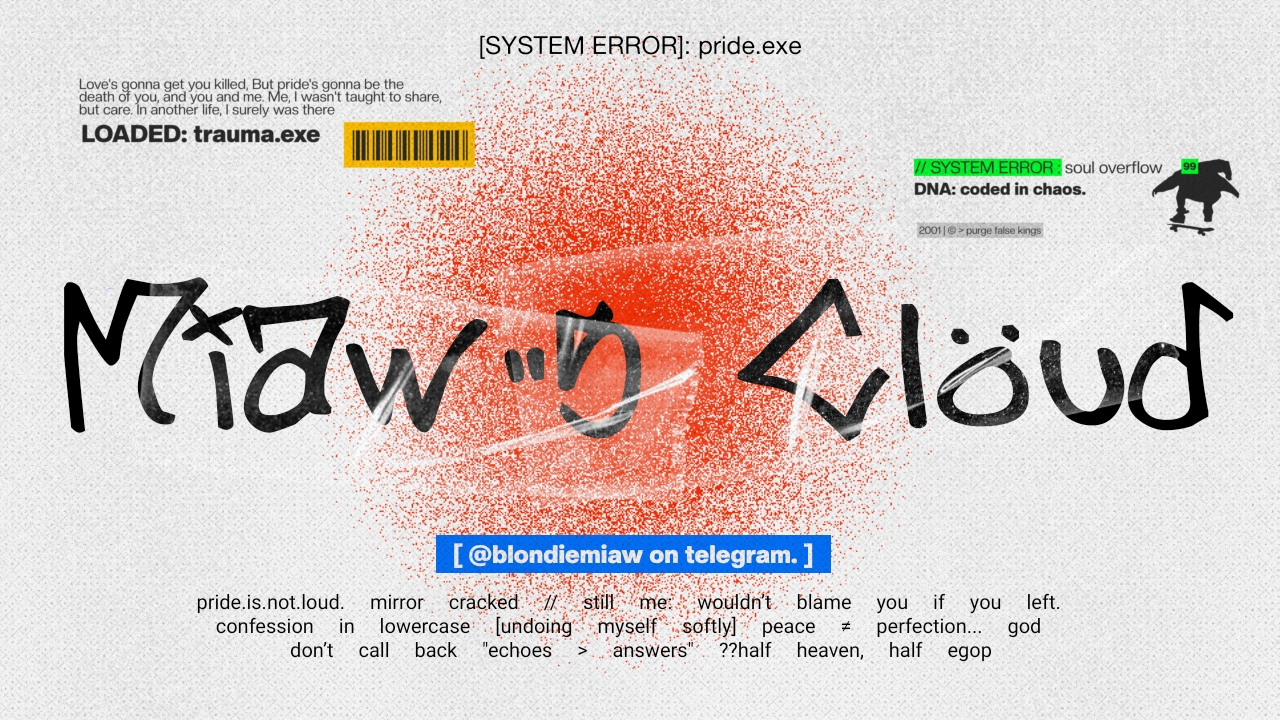 [SYSTEM ERROR]: pride.exe
Love's gonna get you killed, But pride's gonna be the
death of you, and you and me. Me, I wasn't taught to share,
but care. In another life, I surely was there
LOADED: trauma.exe
// SYSTEM ERROR : soul overflow
99
DNA: coded in chaos.
2001 | © > purge false kings
Miaw Clöud
[ @blondiemiaw on telegram. ]
pride.is.not.loud. mirror cracked // still me: wouldn't blame you if you left.
confession in lowercase [undoing myself softly] peace ≠ perfection... god
don't call back "echoes > answers" ??half heaven, half egop